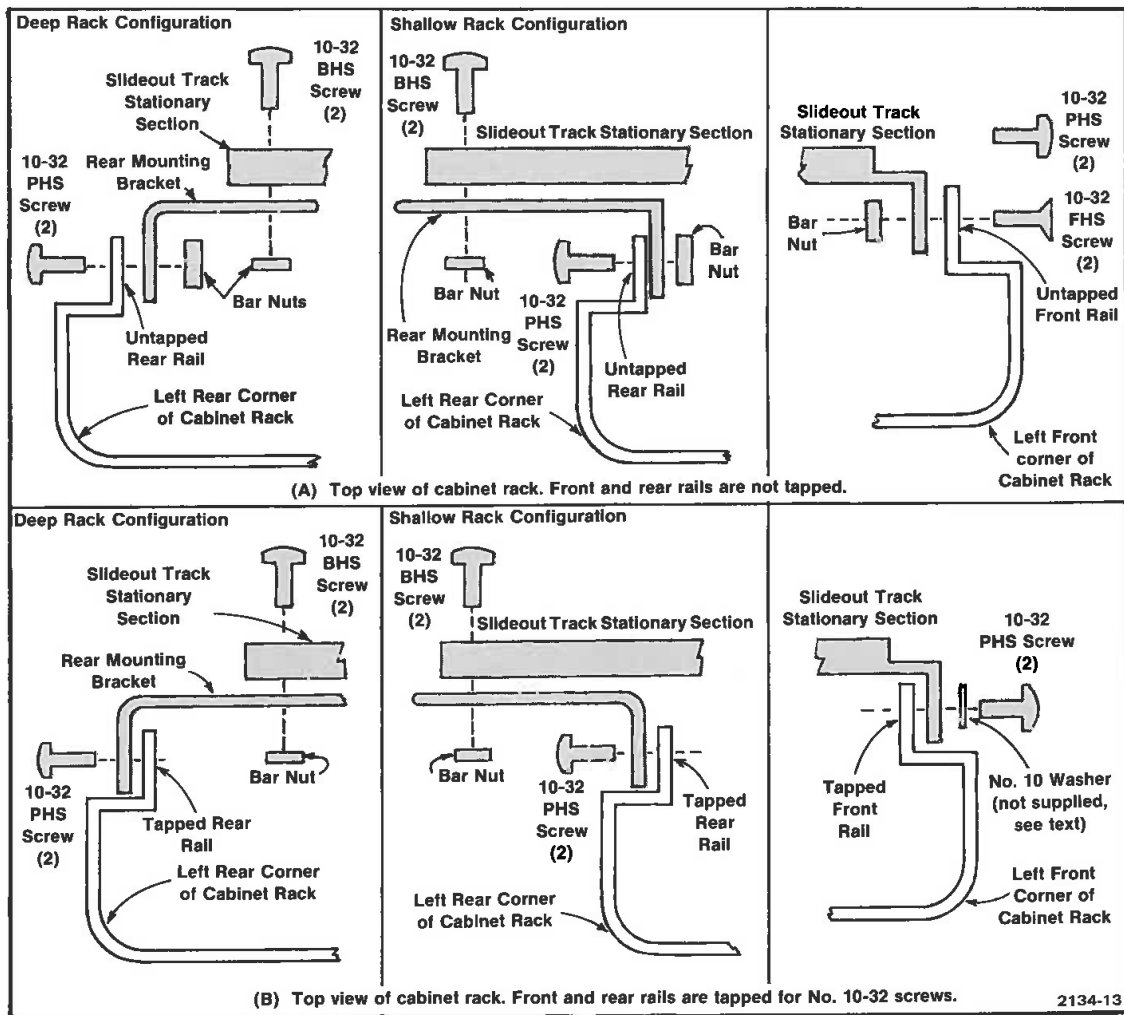 Deep Rack Configuration
10-32
BHS
Screw
(2)
Slideout Track
Stationary
Section
Rear Mounting
Bracket
10-32
PHS
Screw
(2)
Bar Nuts
Untapped
Rear Rail
Left Rear Corner
of Cabinet Rack
Shallow Rack Configuration
10-32
BHS
Screw
(2)
Slideout Track Stationary Section
Bar
Nut
Bar Nut
10-32
PHS
Screw
(2)
Rear Mounting
Bracket
Untapped
Rear Rail
Left Rear Corner
of Cabinet Rack
Slideout Track
Stationary Section
10-32
PHS
Screw
(2)
10-32
FHS
Screw
(2)
Bar
Nut
Untapped
Front Rail
Left Front
corner of
Cabinet Rack
(A) Top view of cabinet rack. Front and rear rails are not tapped.
Deep Rack Configuration
10-32
BHS
Screw
(2)
Slideout Track
Stationary
Section
Rear Mounting
Bracket
Bar Nut
10-32
PHS
Screw
(2)
Tapped Rear
Rail
Left Rear Corner
of Cabinet Rack
Shallow Rack Configuration
10-32
BHS
Screw
(2)
Slideout Track Stationary Section
Bar Nut
10-32
PHS
Screw
(2)
Tapped
Rear
Rail
Left Rear Corner
of Cabinet Rack
Slideout Track
Stationary Section
10-32
PHS Screw
(2)
Tapped
Front
Rail
No. 10 Washer
(not supplied,
see text)
Left Front
Corner of
Cabinet Rack
(B) Top view of cabinet rack. Front and rear rails are tapped for No. 10-32 screws.
2134-13